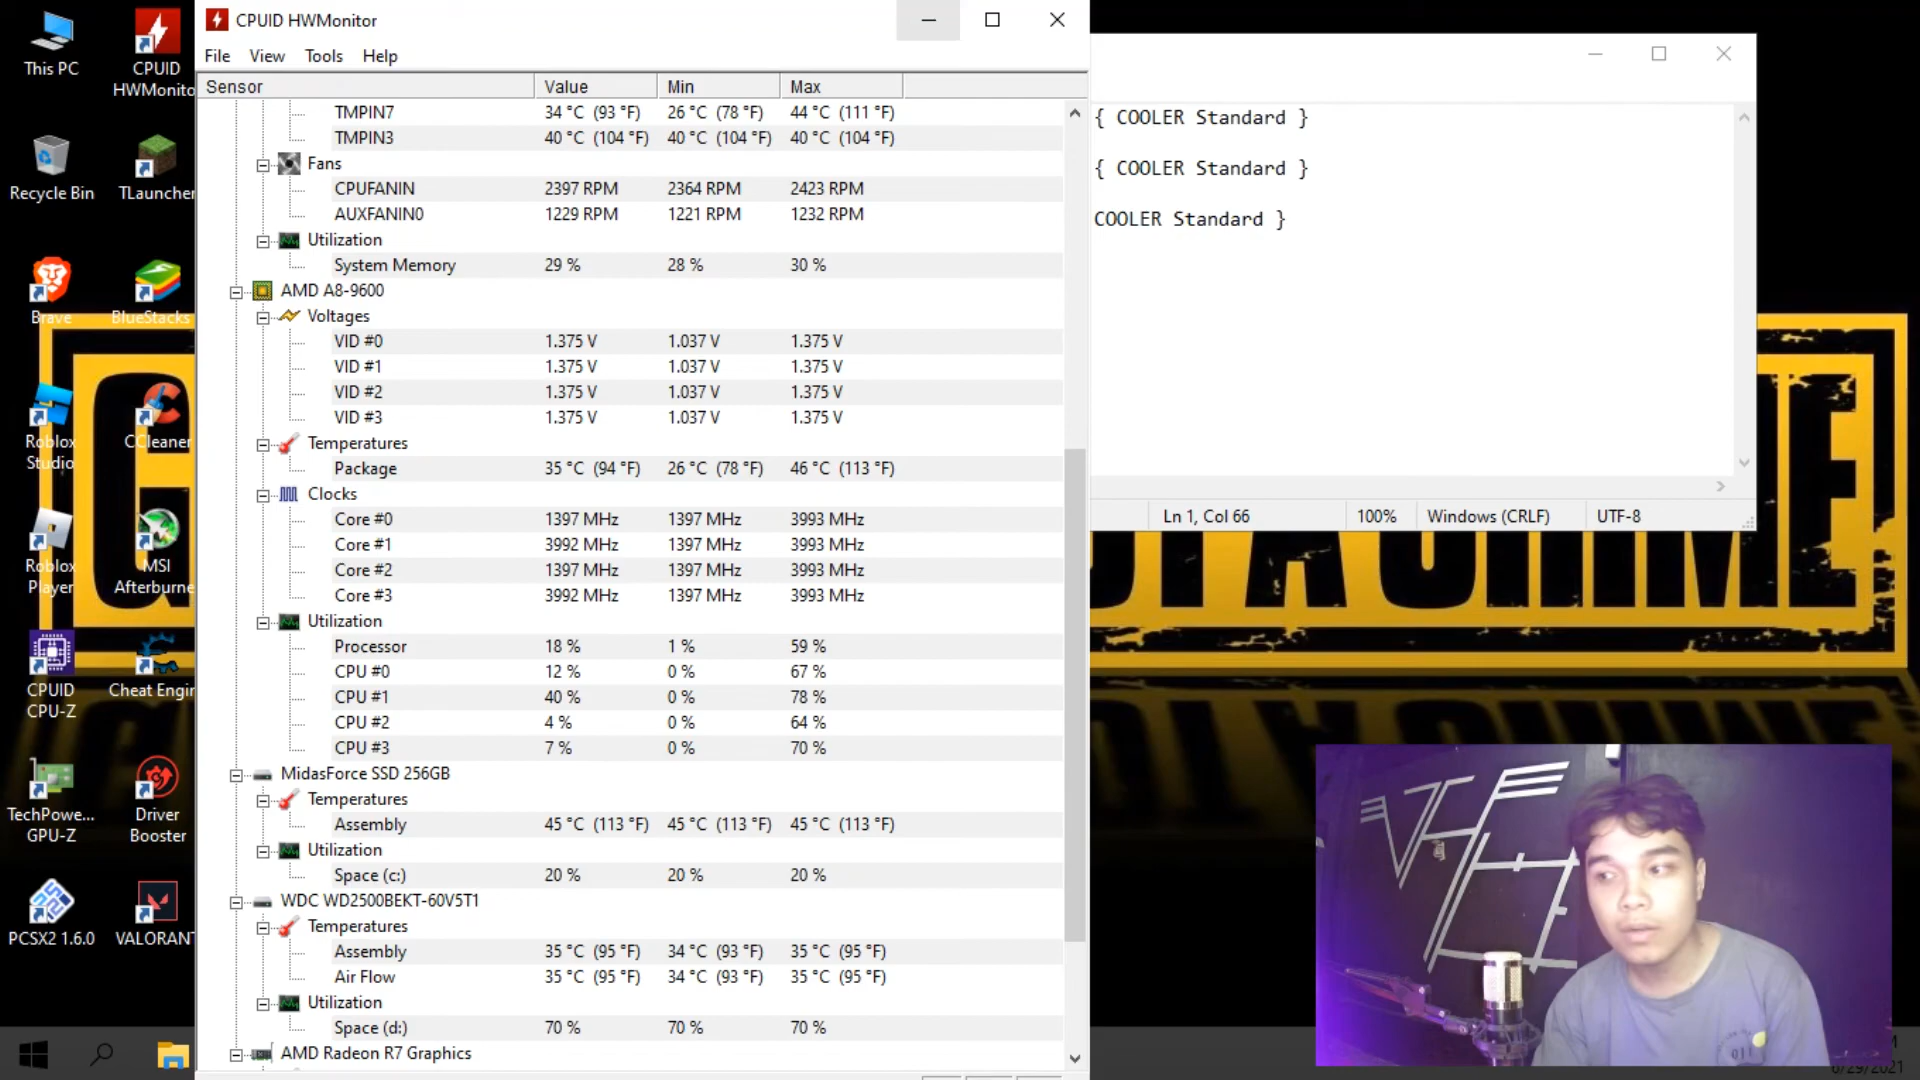 This PC
CPUID
HWMonito
Recycle Bin
TLauncher
Brave
BlueStacks
Roblox
Studio
CCleaner
Roblox
Player
MSI
Afterburne
CPUID
CPU-Z
Cheat Engin
TechPowe...
GPU-Z
Driver
Booster
PCSX2 1.6.0
VALORANT
CPUID HWMonitor
File View Tools Help
Sensor Value Min Max
TMPIN7 34 °C (93 °F) 26 °C (78 °F) 44 °C (111 °F)
TMPIN3 40 °C (104 °F) 40 °C (104 °F) 40 °C (104 °F)
Fans
CPUFANIN 2397 RPM 2364 RPM 2423 RPM
AUXFANIN0 1229 RPM 1221 RPM 1232 RPM
Utilization
System Memory 29 % 28 % 30 %
AMD A8-9600
Voltages
VID #0 1.375 V 1.037 V 1.375 V
VID #1 1.375 V 1.037 V 1.375 V
VID #2 1.375 V 1.037 V 1.375 V
VID #3 1.375 V 1.037 V 1.375 V
Temperatures
Package 35 °C (94 °F) 26 °C (78 °F) 46 °C (113 °F)
Clocks
Core #0 1397 MHz 1397 MHz 3993 MHz
Core #1 3992 MHz 1397 MHz 3993 MHz
Core #2 1397 MHz 1397 MHz 3993 MHz
Core #3 3992 MHz 1397 MHz 3993 MHz
Utilization
Processor 18 % 1 % 59 %
CPU #0 12 % 0 % 67 %
CPU #1 40 % 0 % 78 %
CPU #2 4 % 0 % 64 %
CPU #3 7 % 0 % 70 %
MidasForce SSD 256GB
Temperatures
Assembly 45 °C (113 °F) 45 °C (113 °F) 45 °C (113 °F)
Utilization
Space (c:) 20 % 20 % 20 %
WDC WD2500BEKT-60V5T1
Temperatures
Assembly 35 °C (95 °F) 34 °C (93 °F) 35 °C (95 °F)
Air Flow 35 °C (95 °F) 34 °C (93 °F) 35 °C (95 °F)
Utilization
Space (d:) 70 % 70 % 70 %
AMD Radeon R7 Graphics
{ COOLER Standard }
{ COOLER Standard }
COOLER Standard }
Ln 1, Col 66 100% Windows (CRLF) UTF-8